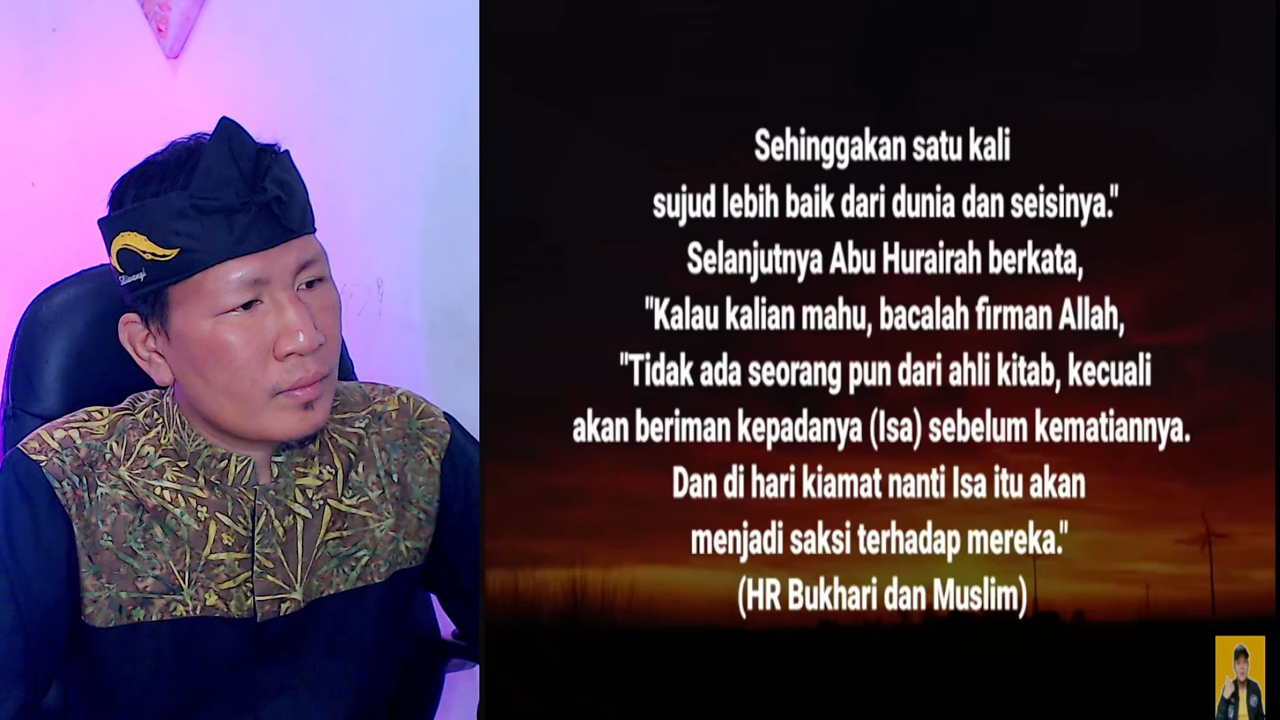 Sehinggakan satu kali
sujud lebih baik dari dunia dan seisinya."
Selanjutnya Abu Hurairah berkata,
"Kalau kalian mahu, bacalah firman Allah,
"Tidak ada seorang pun dari ahli kitab, kecuali
akan beriman kepadanya (Isa) sebelum kematiannya.
Dan di hari kiamat nanti Isa itu akan
menjadi saksi terhadap mereka."
(HR Bukhari dan Muslim)